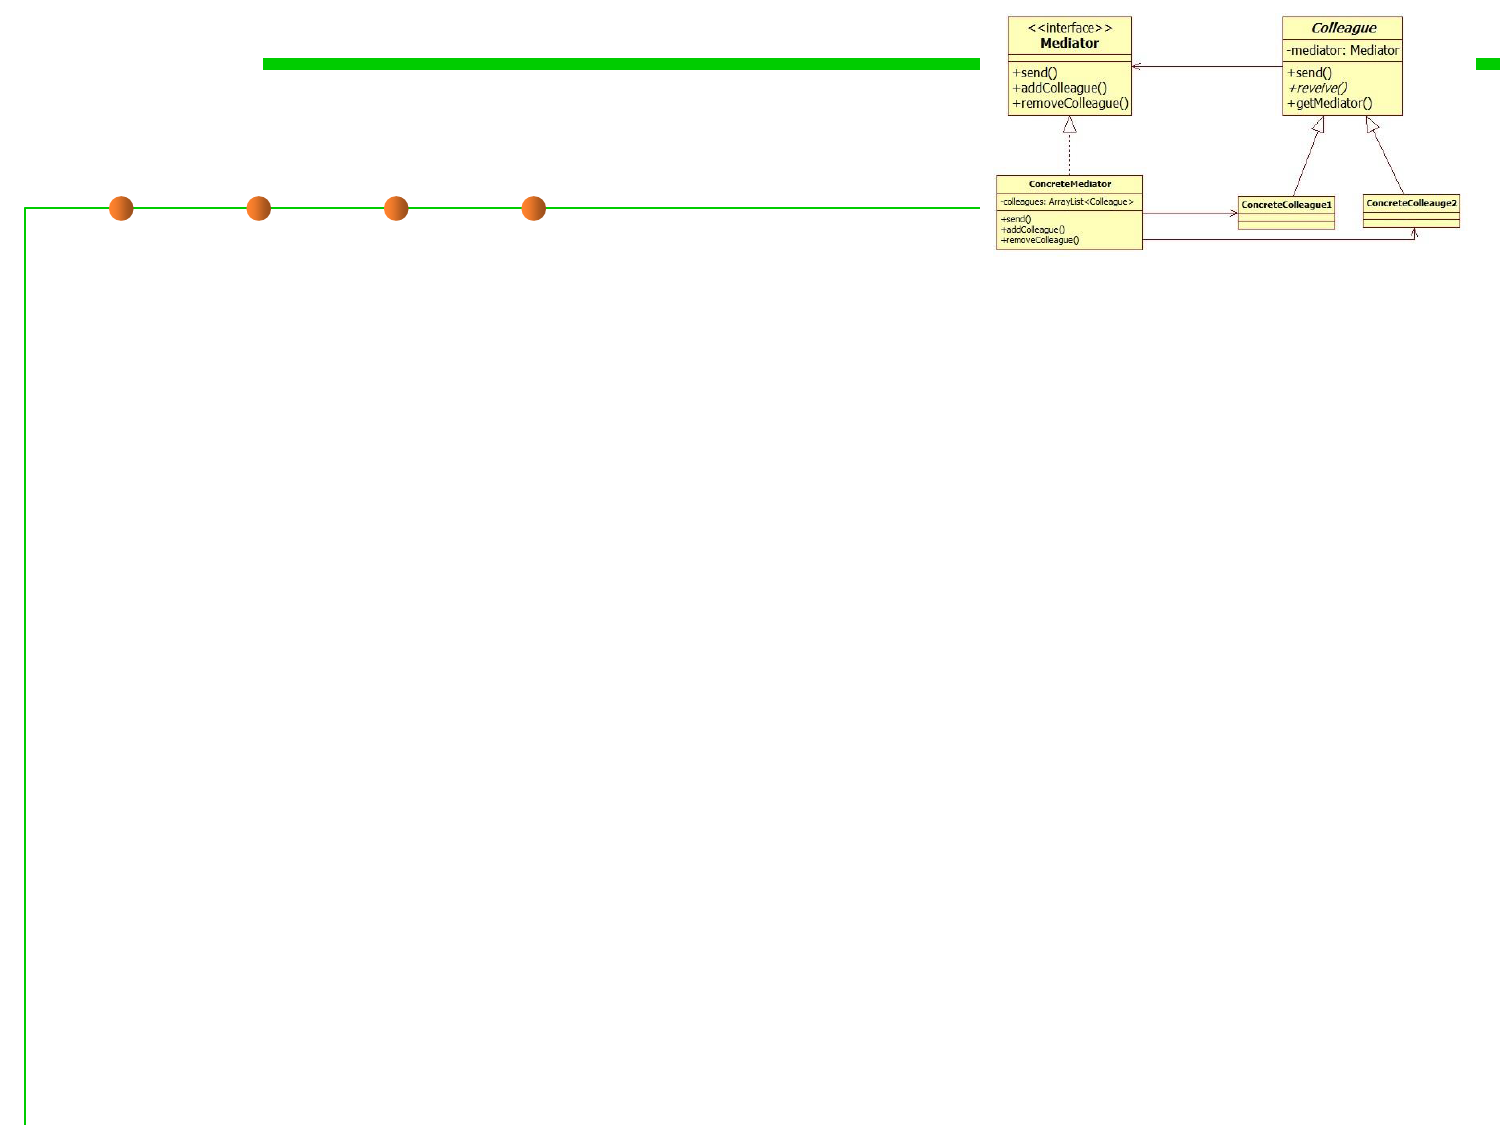 <<interface>>
Mediator
+send()
+addColleague()
+removeColleague()
Colleague
-mediator: Mediator
+send()
+reveive()
+getMediator()
ConcreteMediator
-colleagues: ArrayList<Colleague>
+send()
+addColleague()
+removeColleague()
ConcreteColleague1
ConcreteColleauge2